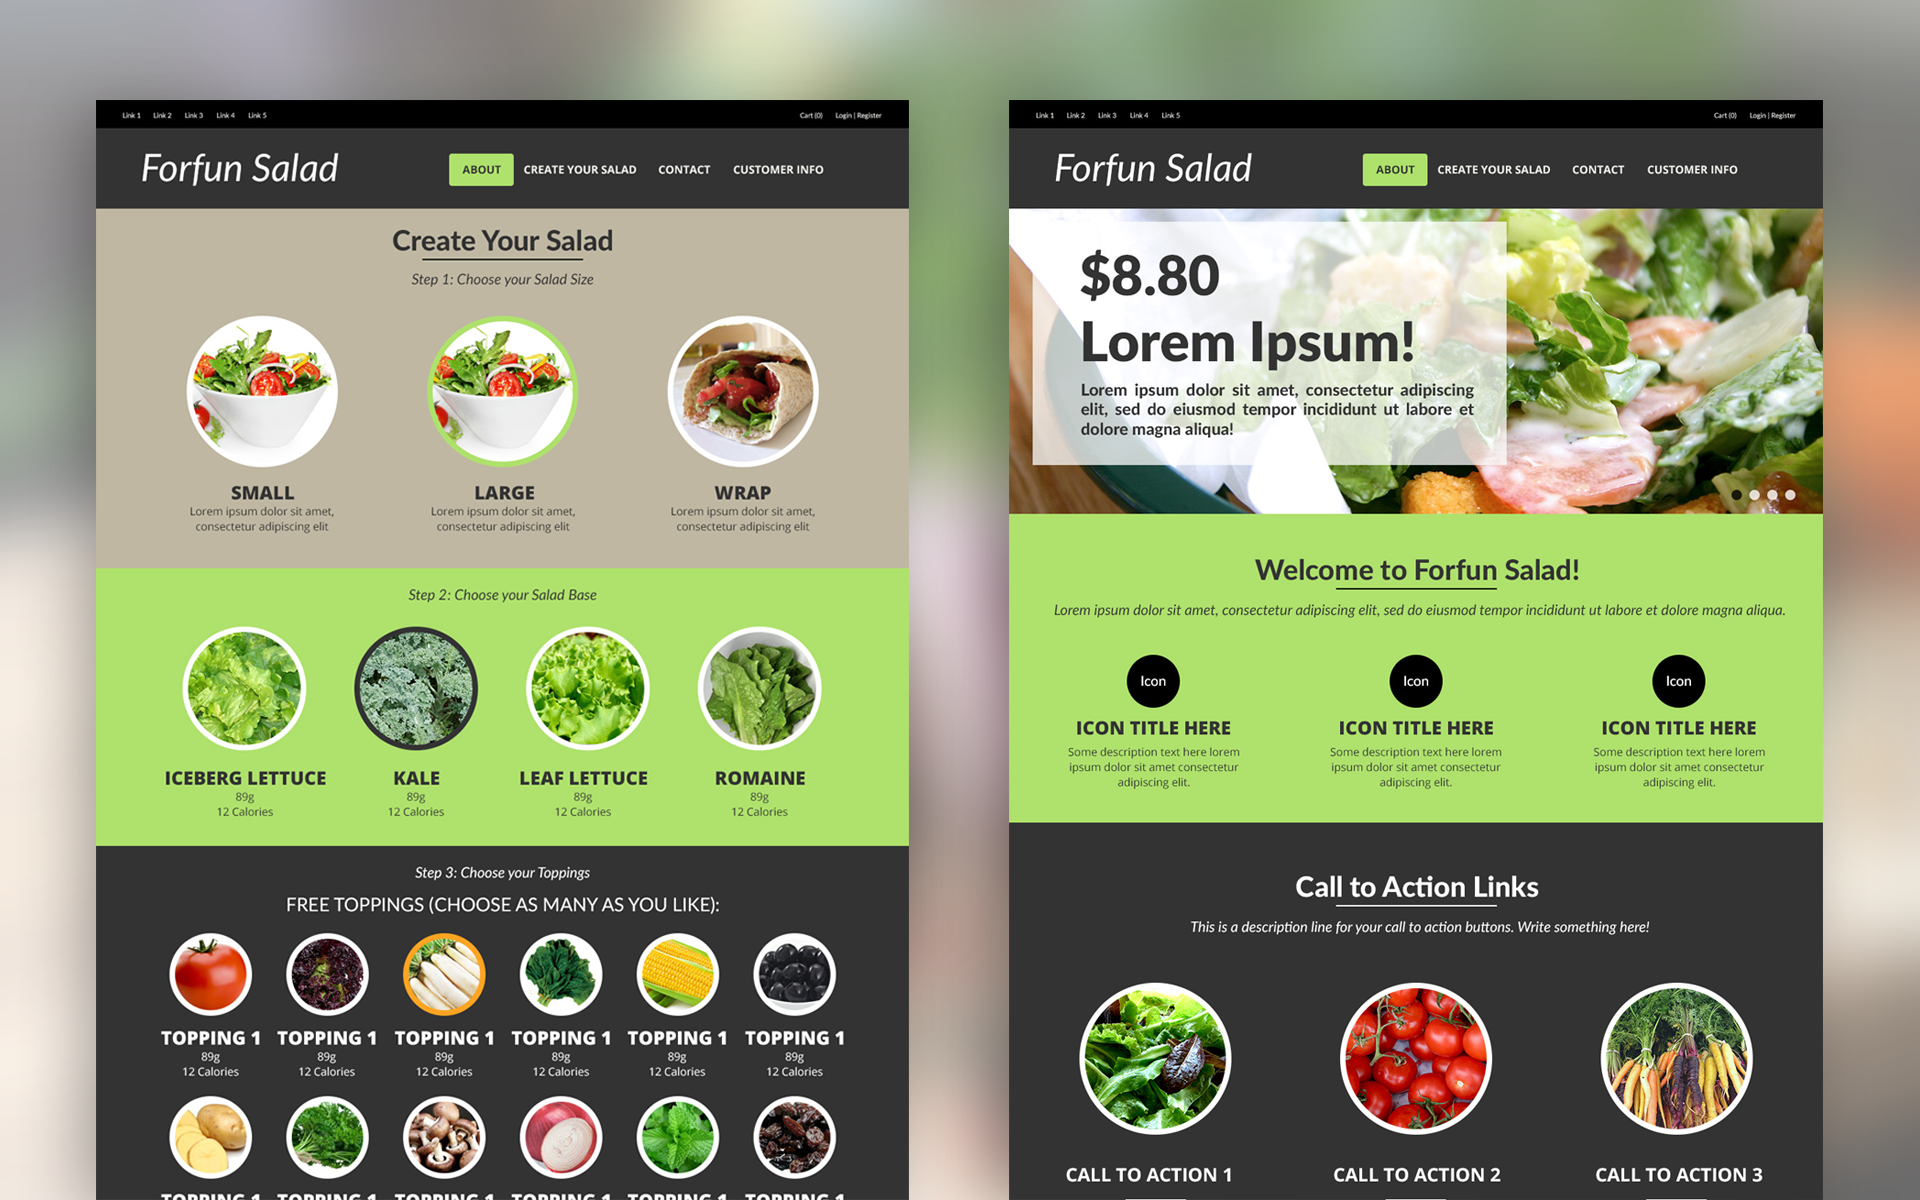 Link 1 Link 2 Link 3 Link 4 Link 5 Cart (0) Login | Register
Forfun Salad ABOUT CREATE YOUR SALAD CONTACT CUSTOMER INFO
Create Your Salad
Step 1: Choose your Salad Size
SMALL LARGE WRAP
Lorem ipsum dolor sit amet, Lorem ipsum dolor sit amet, Lorem ipsum dolor sit amet,
consectetur adipiscing elit consectetur adipiscing elit consectetur adipiscing elit
Step 2: Choose your Salad Base
ICEBERG LETTUCE KALE LEAF LETTUCE ROMAINE
89g 89g 89g 89g
12 Calories 12 Calories 12 Calories 12 Calories
Step 3: Choose your Toppings
FREE TOPPINGS (CHOOSE AS MANY AS YOU LIKE):
TOPPING 1 TOPPING 1 TOPPING 1 TOPPING 1 TOPPING 1 TOPPING 1
89g 89g 89g 89g 89g 89g
12 Calories 12 Calories 12 Calories 12 Calories 12 Calories 12 Calories
TOPPING 1 TOPPING 1 TOPPING 1 TOPPING 1 TOPPING 1 TOPPING 1
Link 1 Link 2 Link 3 Link 4 Link 5 Cart (0) Login | Register
Forfun Salad ABOUT CREATE YOUR SALAD CONTACT CUSTOMER INFO
$8.80
Lorem Ipsum!
Lorem ipsum dolor sit amet, consectetur adipiscing
elit, sed do eiusmod tempor incididunt ut labore et
dolore magna aliqua!
Welcome to Forfun Salad!
Lorem ipsum dolor sit amet, consectetur adipiscing elit, sed do eiusmod tempor incididunt ut labore et dolore magna aliqua.
Icon Icon Icon
ICON TITLE HERE ICON TITLE HERE ICON TITLE HERE
Some description text here lorem Some description text here lorem Some description text here lorem
ipsum dolor sit amet consectetur ipsum dolor sit amet consectetur ipsum dolor sit amet consectetur
adipiscing elit. adipiscing elit. adipiscing elit.
Call to Action Links
This is a description line for your call to action buttons. Write something here!
CALL TO ACTION 1 CALL TO ACTION 2 CALL TO ACTION 3